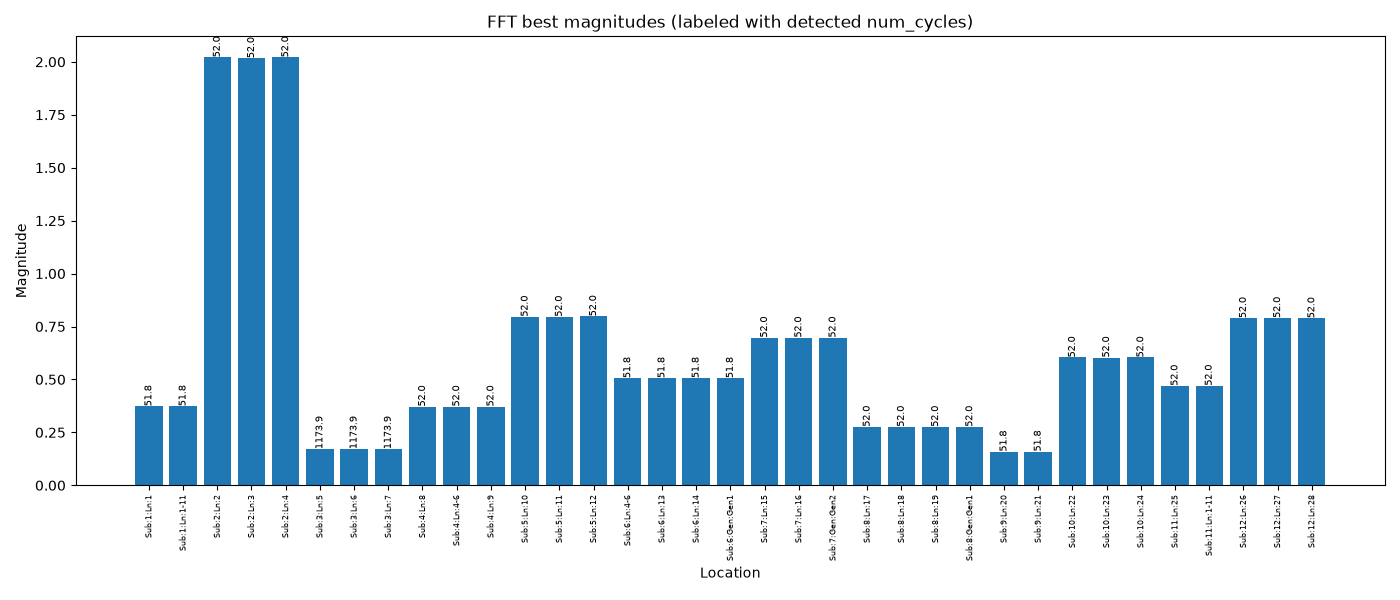 FFT best magnitudes (labeled with detected num_cycles)
Magnitude
2.00
1.75
1.50
1.25
1.00
0.75
0.50
0.25
0.00
51.8
51.8
52.0
52.0
52.0
1173.9
1173.9
1173.9
52.0
52.0
52.0
52.0
52.0
52.0
51.8
51.8
51.8
51.8
52.0
52.0
52.0
52.0
52.0
52.0
52.0
51.8
51.8
52.0
52.0
52.0
52.0
52.0
52.0
52.0
52.0
Sub:1:Ln:1
Sub:1:Ln:1-11
Sub:2:Ln:2
Sub:2:Ln:3
Sub:2:Ln:4
Sub:3:Ln:5
Sub:3:Ln:6
Sub:3:Ln:7
Sub:4:Ln:8
Sub:4:Ln:4-6
Sub:4:Ln:9
Sub:5:Ln:10
Sub:5:Ln:11
Sub:5:Ln:12
Sub:6:Ln:4-6
Sub:6:Ln:13
Sub:6:Ln:14
Sub:6:Gen:Gen1
Sub:7:Ln:15
Sub:7:Ln:16
Sub:7:Gen:Gen2
Sub:8:Ln:17
Sub:8:Ln:18
Sub:8:Ln:19
Sub:8:Gen:Gen1
Sub:9:Ln:20
Sub:9:Ln:21
Sub:10:Ln:22
Sub:10:Ln:23
Sub:10:Ln:24
Sub:11:Ln:25
Sub:11:Ln:1-11
Sub:12:Ln:26
Sub:12:Ln:27
Sub:12:Ln:28
Location